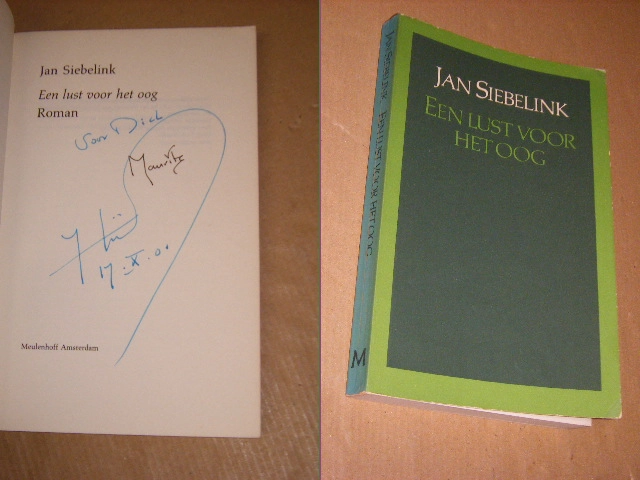 Jan Siebelink
Een lust voor het oog
Roman
voor Dick
Maurits
17-X-01
Meulenhoff Amsterdam
JAN SIEBELINK
EEN LUST VOOR
HET OOG
JAN SIEBELINK EEN LUST VOOR HET OOG
M